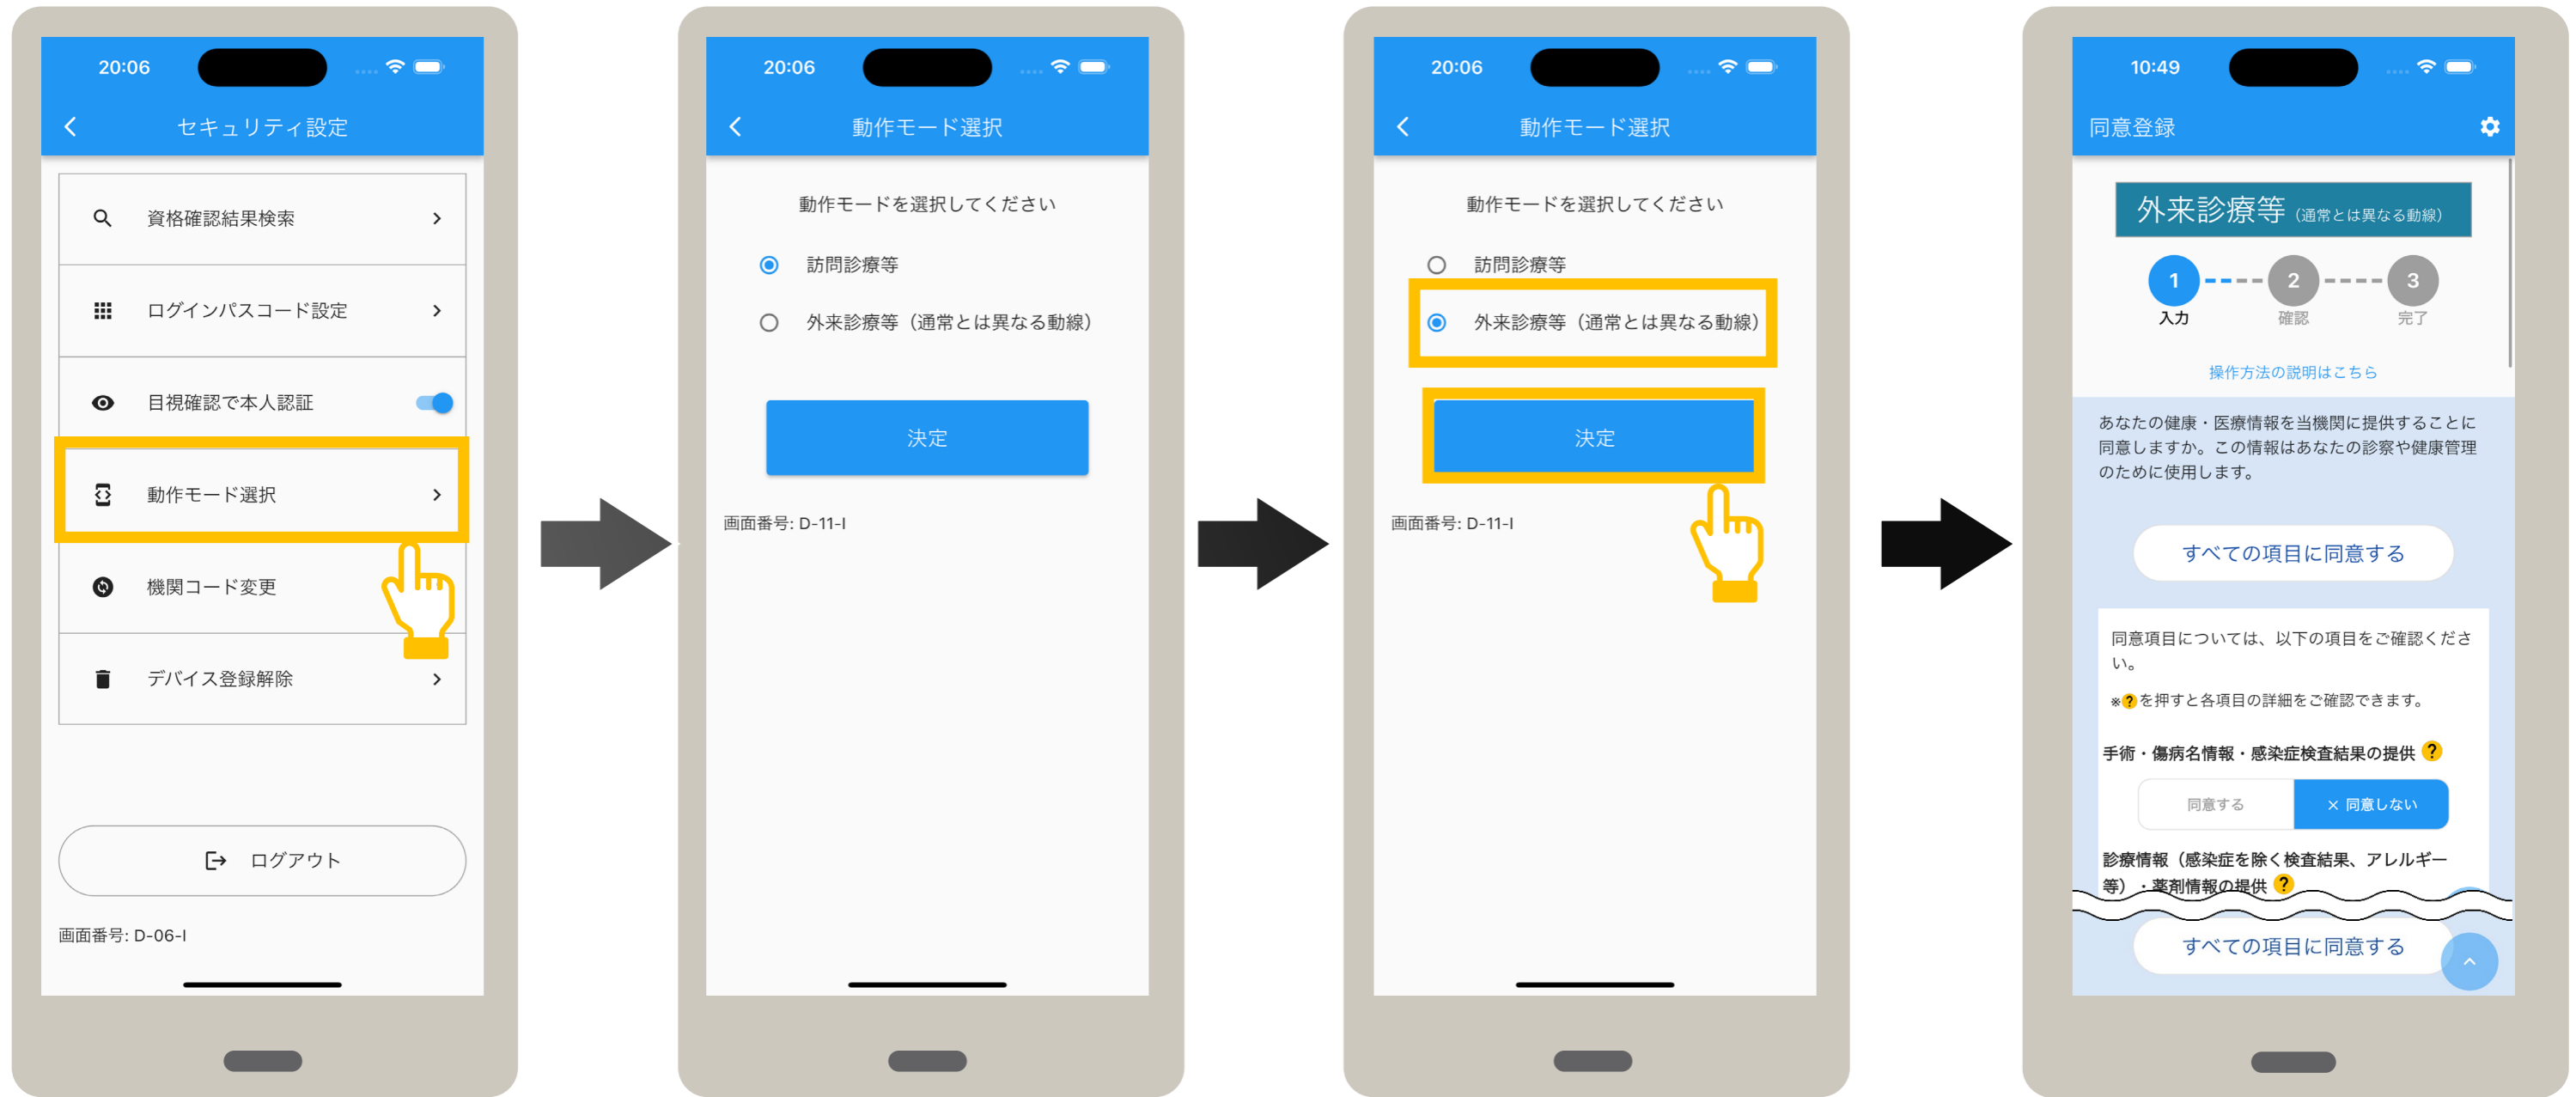 20:06
セキュリティ設定
資格確認結果検索
ログインパスコード設定
目視確認で本人認証
動作モード選択
機関コード変更
デバイス登録解除
ログアウト
画面番号: D-06-I
20:06
動作モード選択
動作モードを選択してください
訪問診療等
外来診療等（通常とは異なる動線）
決定
画面番号: D-11-I
20:06
動作モード選択
動作モードを選択してください
訪問診療等
外来診療等（通常とは異なる動線）
決定
画面番号: D-11-I
10:49
同意登録
外来診療等（通常とは異なる動線）
1 2 3
入力 確認 完了
操作方法の説明はこちら
あなたの健康・医療情報を当機関に提供することに
同意しますか。この情報はあなたの診察や健康管理
のために使用します。
すべての項目に同意する
同意項目については、以下の項目をご確認くださ
い。
※?を押すと各項目の詳細をご確認できます。
手術・傷病名情報・感染症検査結果の提供 ?
同意する × 同意しない
診療情報（感染症を除く検査結果、アレルギー
等）・薬剤情報の提供 ?
すべての項目に同意する